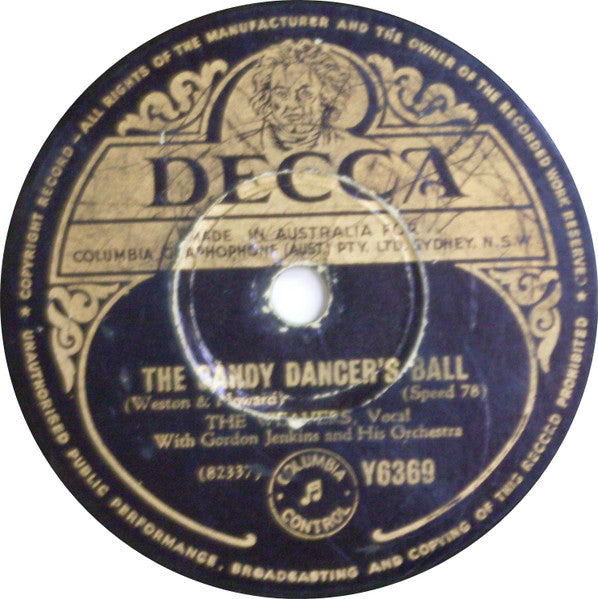 ★ COPYRIGHT RECORD – ALL RIGHTS OF THE MANUFACTURER AND THE OWNER OF THE RECORDED WORK RESERVED ★
DECCA
MADE IN AUSTRALIA FOR
COLUMBIA GRAPHOPHONE (AUST.) PTY. LTD. SYDNEY, N.S.W.
THE GANDY DANCER'S BALL
(Weston & Howard) (Speed 78)
THE WEAVERS, Vocal
With Gordon Jenkins and His Orchestra
(82337) Y6369
COLUMBIA
CONTROL
UNAUTHORISED PUBLIC PERFORMANCE, BROADCASTING AND COPYING OF THIS RECORD PROHIBITED